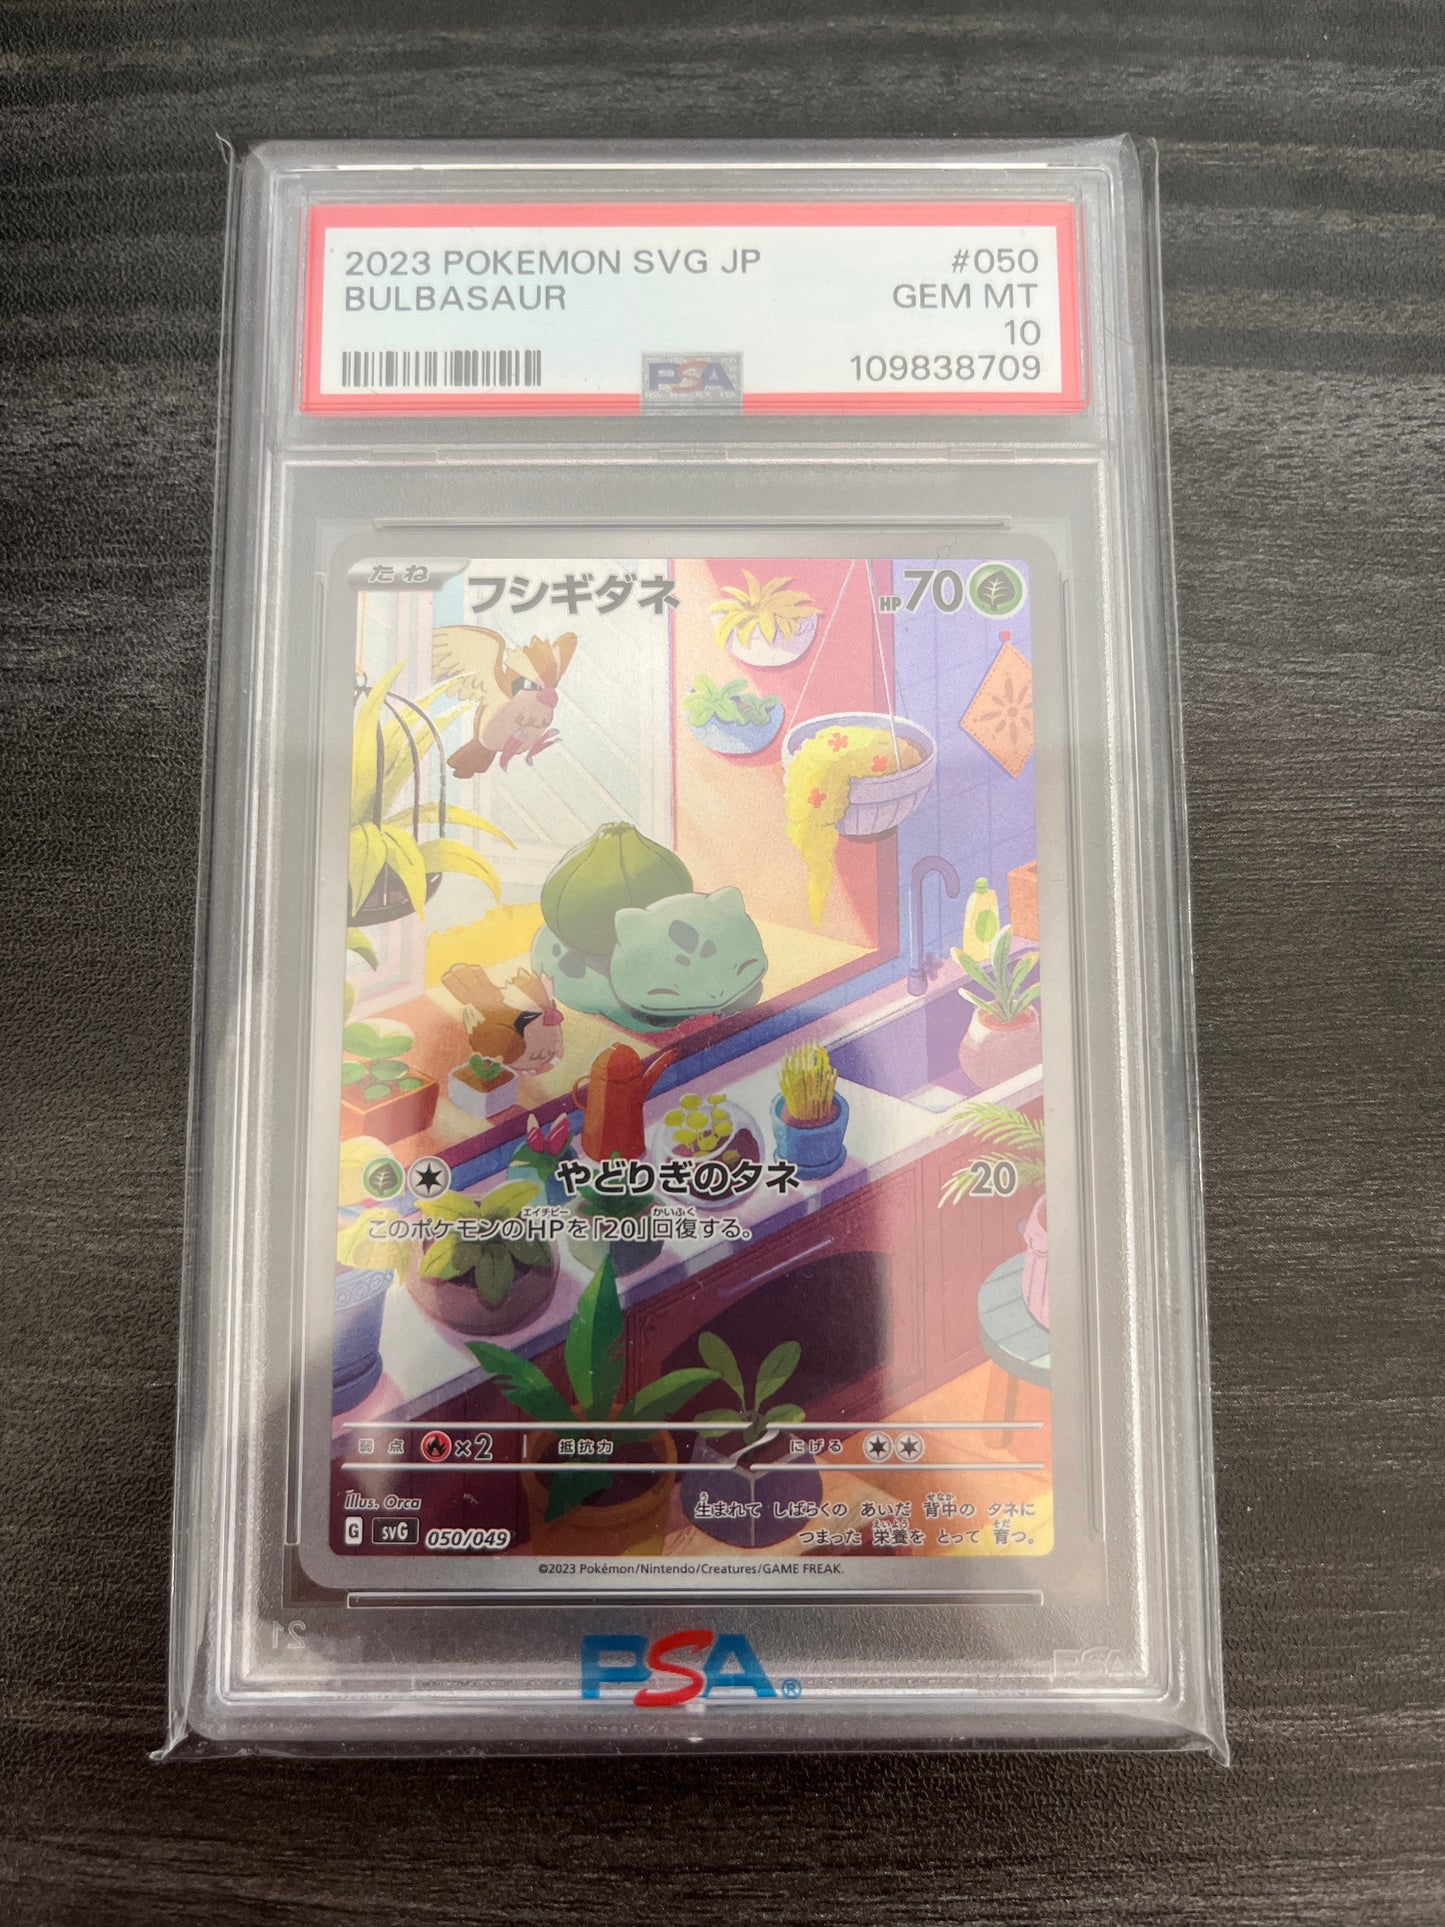 2023 POKEMON SVG JP #050
BULBASAUR GEM MT
10
109838709
PSA
たね フシギダネ HP70
やどりぎのタネ 20
このポケモンのHPを「20」回復する。
エイチピー かいふく
弱点 ×2 抵抗力 にげる
Illus. Orca
生まれて しばらくの あいだ 背中の タネに
う せなか
つまった 栄養を とって 育つ。
えいよう そだ
G svG 050/049
©2023 Pokémon/Nintendo/Creatures/GAME FREAK.
PSA®
PSA